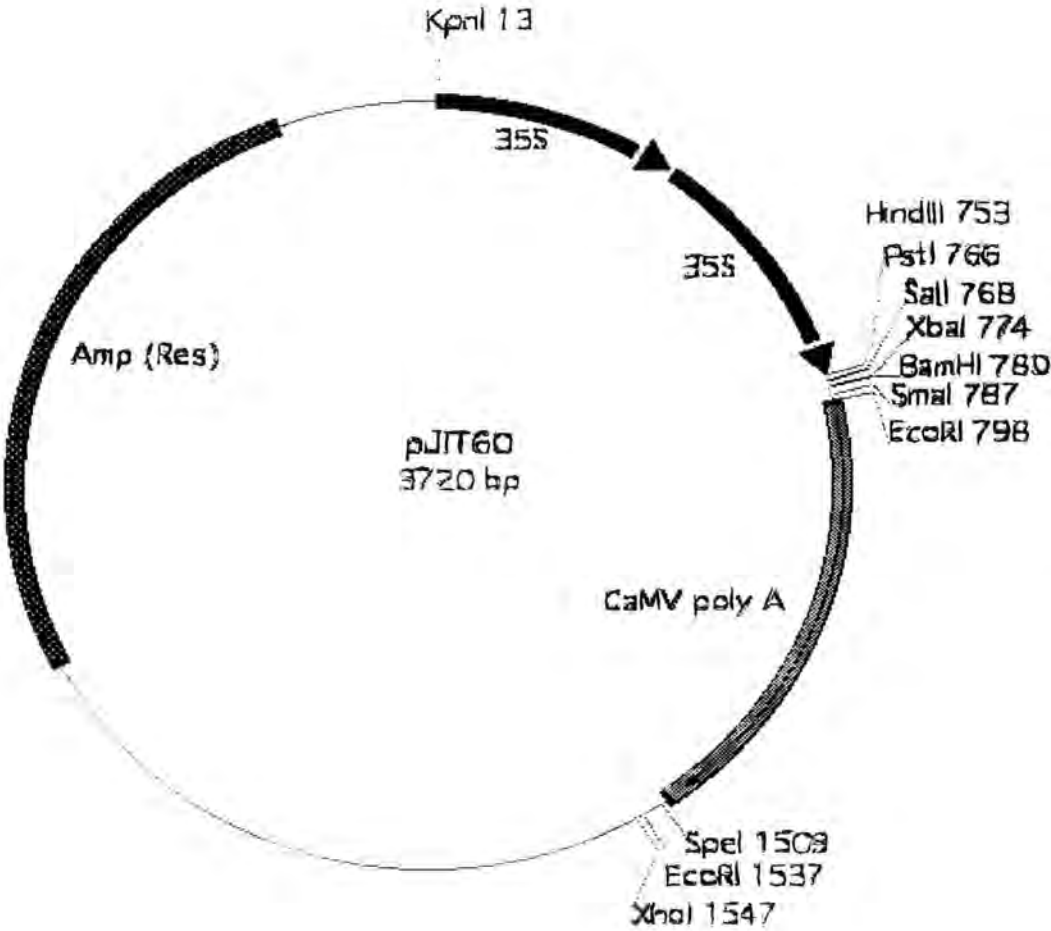 KpnI 13
35S
35S
HindIII 753
PstI 766
SalI 768
XbaI 774
BamHI 780
SmaI 787
EcoRI 798
Amp (Res)
pJIT60
3720 bp
CaMV poly A
SpeI 1509
EcoRI 1537
XhoI 1547